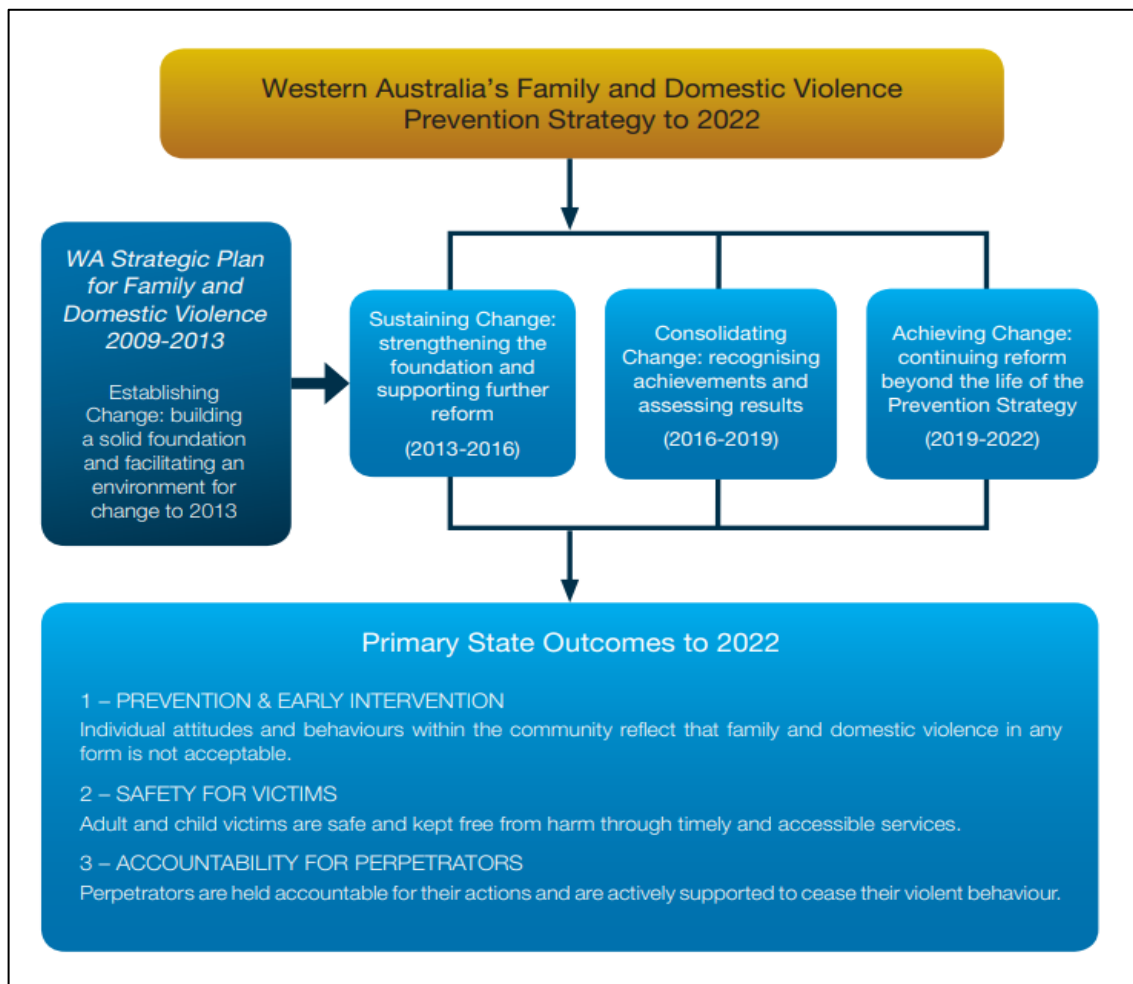 Western Australia’s Family and Domestic Violence
Prevention Strategy to 2022
WA Strategic Plan
for Family and
Domestic Violence
2009-2013
Establishing
Change: building
a solid foundation
and facilitating an
environment for
change to 2013
Sustaining Change:
strengthening the
foundation and
supporting further
reform
(2013-2016)
Consolidating
Change: recognising
achievements and
assessing results
(2016-2019)
Achieving Change:
continuing reform
beyond the life of the
Prevention Strategy
(2019-2022)
Primary State Outcomes to 2022
1 – PREVENTION & EARLY INTERVENTION
Individual attitudes and behaviours within the community reflect that family and domestic violence in any
form is not acceptable.
2 – SAFETY FOR VICTIMS
Adult and child victims are safe and kept free from harm through timely and accessible services.
3 – ACCOUNTABILITY FOR PERPETRATORS
Perpetrators are held accountable for their actions and are actively supported to cease their violent behaviour.